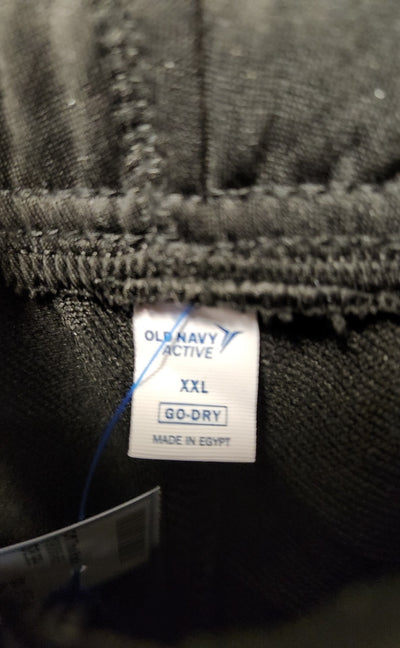 OLD NAVY
ACTIVE
XXL
GO-DRY
MADE IN EGYPT